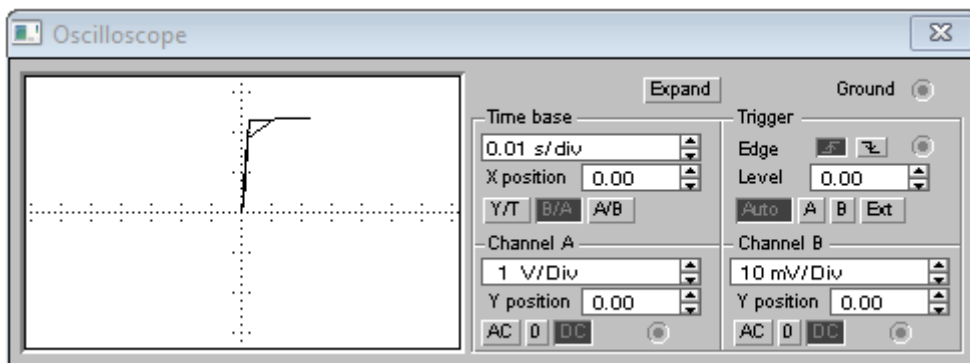 Oscilloscope
Expand Ground
Time base
0.01 s/div
X position 0.00
Y/T B/A A/B
Trigger
Edge
Level 0.00
Auto A B Ext
Channel A
1 V/Div
Y position 0.00
AC 0 DC
Channel B
10 mV/Div
Y position 0.00
AC 0 DC